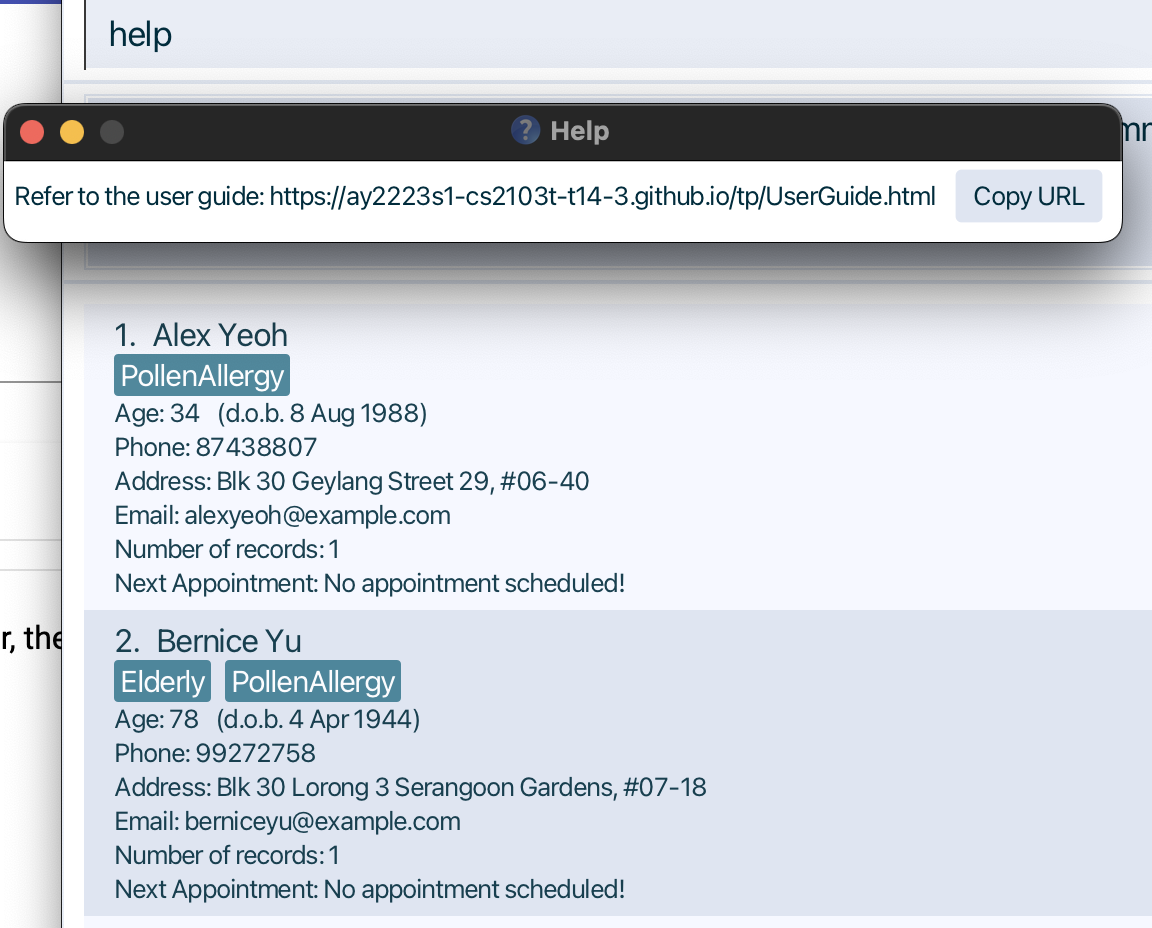 help
Help
Refer to the user guide: https://ay2223s1-cs2103t-t14-3.github.io/tp/UserGuide.html
Copy URL
1. Alex Yeoh
PollenAllergy
Age: 34 (d.o.b. 8 Aug 1988)
Phone: 87438807
Address: Blk 30 Geylang Street 29, #06-40
Email: alexyeoh@example.com
Number of records: 1
Next Appointment: No appointment scheduled!
r, the
2. Bernice Yu
Elderly PollenAllergy
Age: 78 (d.o.b. 4 Apr 1944)
Phone: 99272758
Address: Blk 30 Lorong 3 Serangoon Gardens, #07-18
Email: berniceyu@example.com
Number of records: 1
Next Appointment: No appointment scheduled!